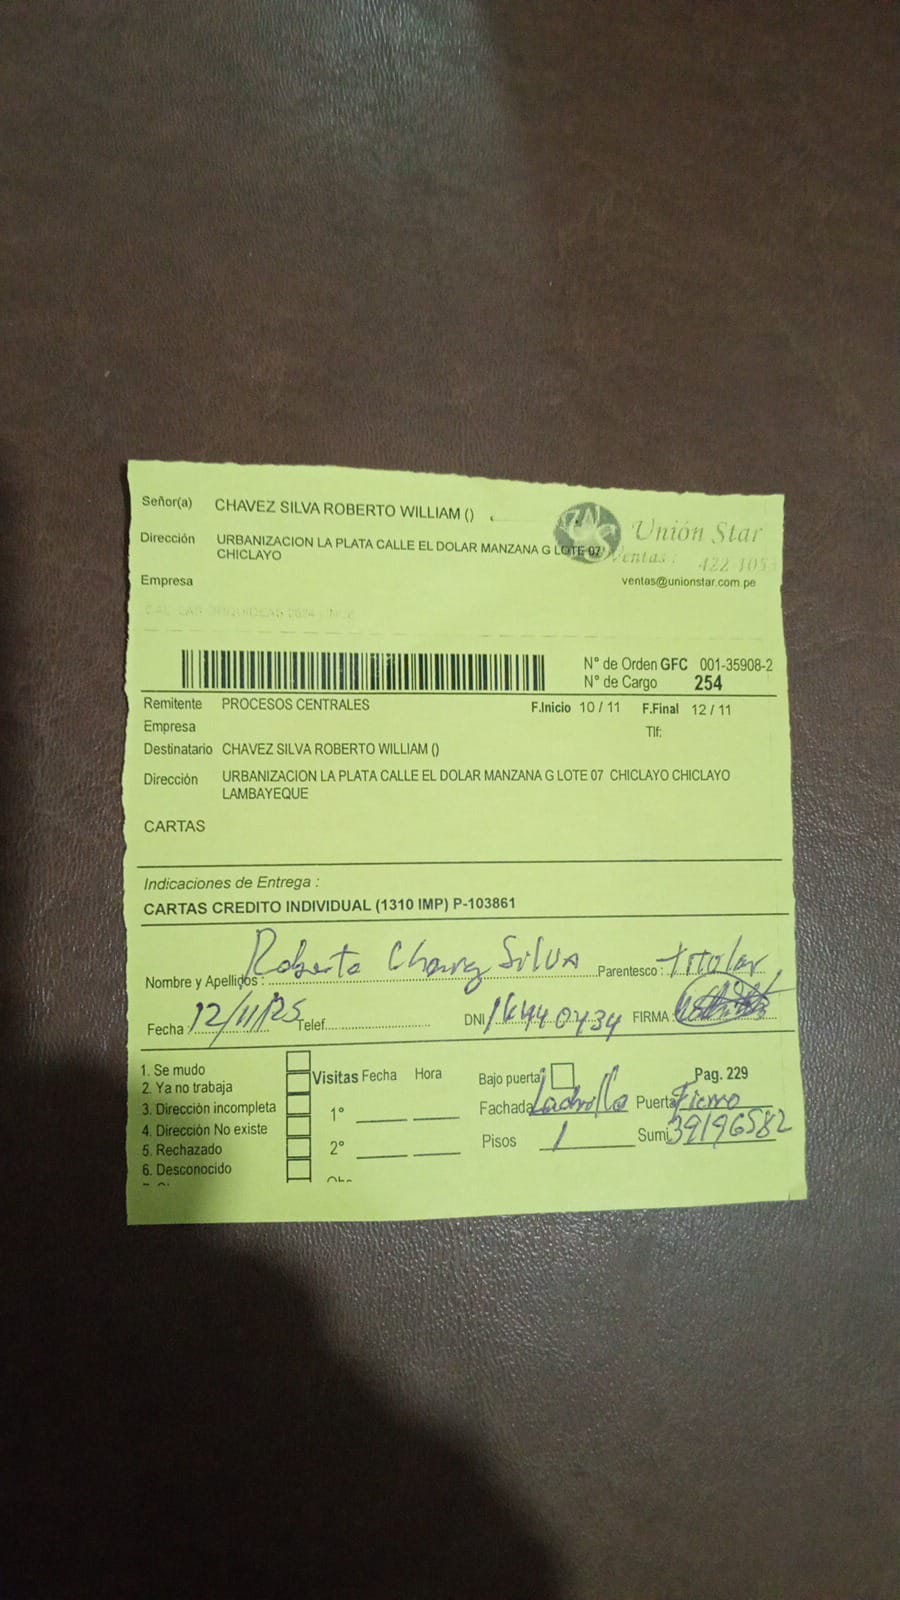 Señor(a) CHAVEZ SILVA ROBERTO WILLIAM ()
Unión Star
Dirección URBANIZACION LA PLATA CALLE EL DOLAR MANZANA G LOTE 07
CHICLAYO
Ventas : 422 1053
Empresa
ventas@unionstar.com.pe
N° de Orden GFC 001-35908-2
N° de Cargo 254
Remitente PROCESOS CENTRALES F.Inicio 10 / 11 F.Final 12 / 11
Empresa Tlf:
Destinatario CHAVEZ SILVA ROBERTO WILLIAM ()
Dirección URBANIZACION LA PLATA CALLE EL DOLAR MANZANA G LOTE 07 CHICLAYO CHICLAYO
LAMBAYEQUE
CARTAS
Indicaciones de Entrega :
CARTAS CREDITO INDIVIDUAL (1310 IMP) P-103861
Nombre y Apellidos : Roberto Chavez Silva Parentesco : titular
Fecha : 12/11/25 Telef. DNI 16440434 FIRMA :
1. Se mudo
2. Ya no trabaja Visitas Fecha Hora Bajo puerta Pag. 229
3. Dirección incompleta 1° Fachada Ladrillo Puerta Fierro
4. Dirección No existe
5. Rechazado 2° Pisos 1 Sumi 39196582
6. Desconocido